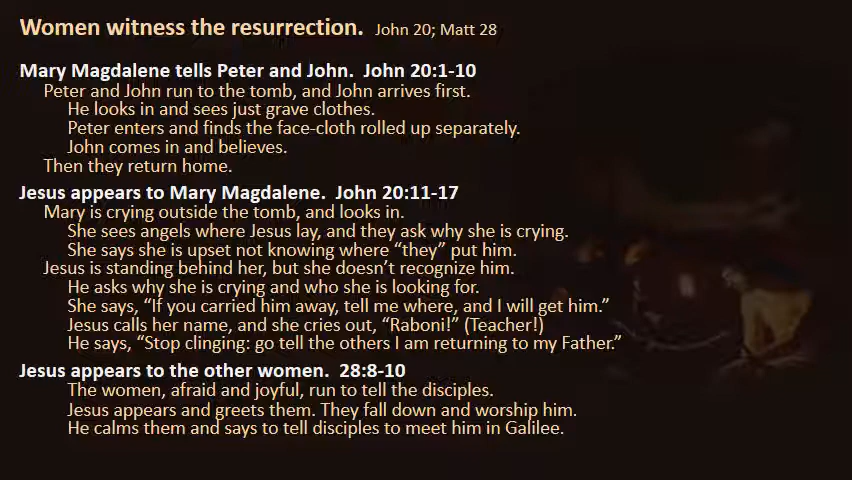 Women witness the resurrection. John 20; Matt 28
Mary Magdalene tells Peter and John. John 20:1-10
Peter and John run to the tomb, and John arrives first.
He looks in and sees just grave clothes.
Peter enters and finds the face-cloth rolled up separately.
John comes in and believes.
Then they return home.
Jesus appears to Mary Magdalene. John 20:11-17
Mary is crying outside the tomb, and looks in.
She sees angels where Jesus lay, and they ask why she is crying.
She says she is upset not knowing where “they” put him.
Jesus is standing behind her, but she doesn’t recognize him.
He asks why she is crying and who she is looking for.
She says, “If you carried him away, tell me where, and I will get him.”
Jesus calls her name, and she cries out, “Raboni!” (Teacher!)
He says, “Stop clinging: go tell the others I am returning to my Father.”
Jesus appears to the other women. 28:8-10
The women, afraid and joyful, run to tell the disciples.
Jesus appears and greets them. They fall down and worship him.
He calms them and says to tell disciples to meet him in Galilee.